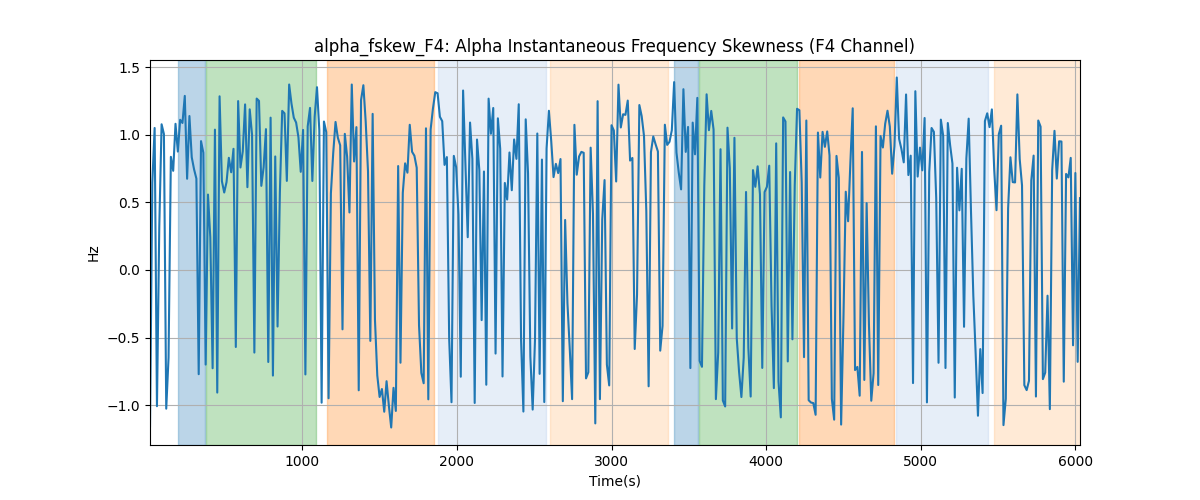 alpha_fskew_F4: Alpha Instantaneous Frequency Skewness (F4 Channel)
1.5
1.0
0.5
0.0
−0.5
−1.0
Hz
1000 2000 3000 4000 5000 6000
Time(s)